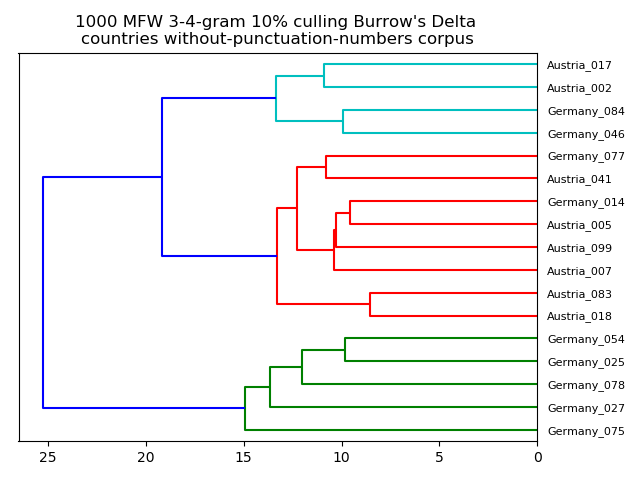 1000 MFW 3-4-gram 10% culling Burrow's Delta
countries without-punctuation-numbers corpus
Austria_017
Austria_002
Germany_084
Germany_046
Germany_077
Austria_041
Germany_014
Austria_005
Austria_099
Austria_007
Austria_083
Austria_018
Germany_054
Germany_025
Germany_078
Germany_027
Germany_075
25 20 15 10 5 0